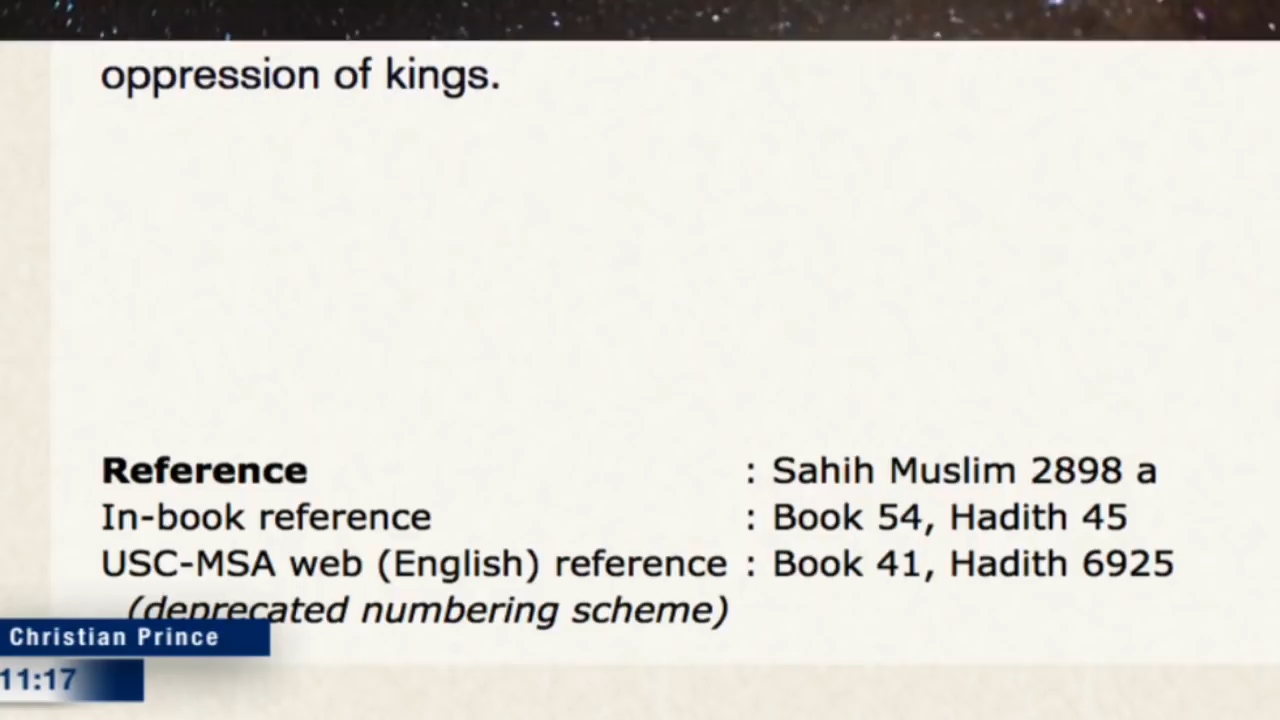 oppression of kings.
Reference : Sahih Muslim 2898 a
In-book reference : Book 54, Hadith 45
USC-MSA web (English) reference : Book 41, Hadith 6925
(deprecated numbering scheme)
Christian Prince
11:17